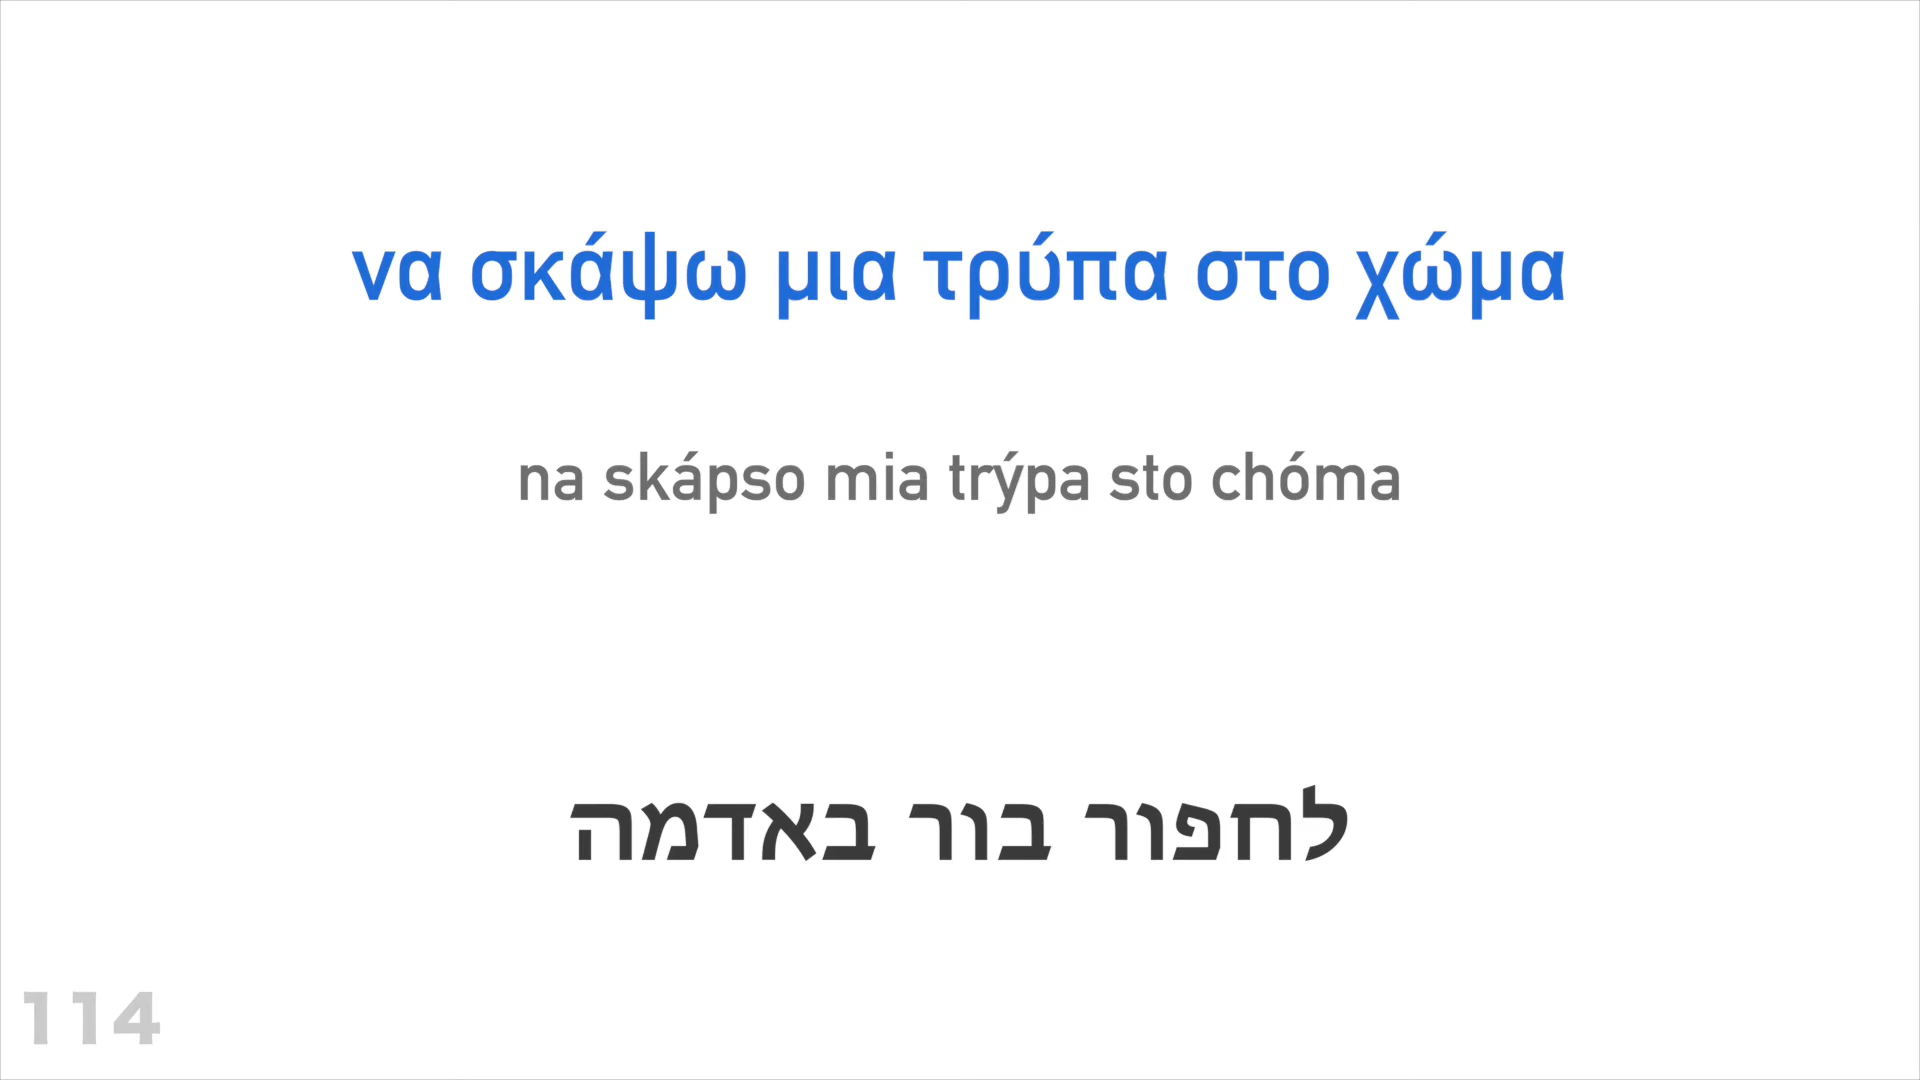 να σκάψω μια τρύπα στο χώμα
na skápso mia trýpa sto chóma
לחפור בור באדמה
114